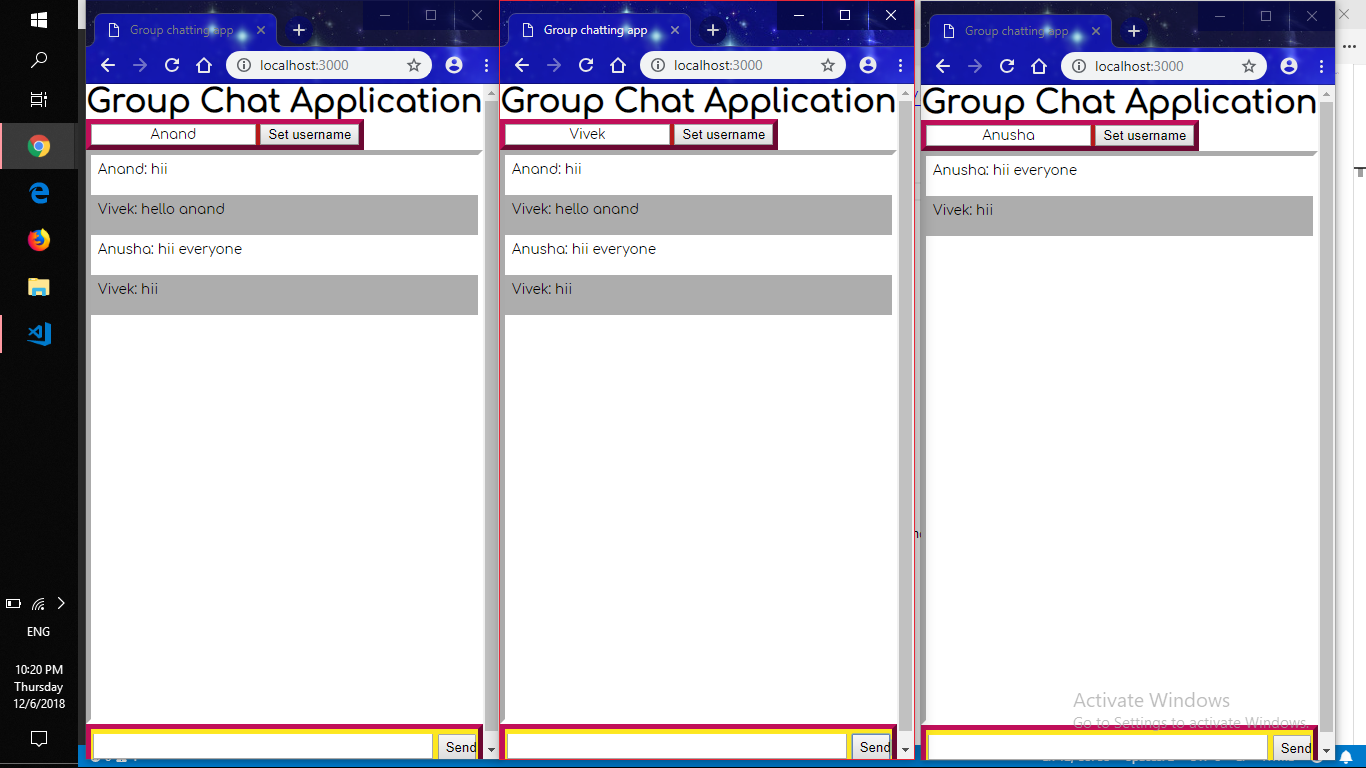 ENG
10:20 PM
Thursday
12/6/2018
Group chatting app
localhost:3000
Group Chat Application
Anand
Set username
Anand: hii
Vivek: hello anand
Anusha: hii everyone
Vivek: hii
Send
Group chatting app
localhost:3000
Group Chat Application
Vivek
Set username
Anand: hii
Vivek: hello anand
Anusha: hii everyone
Vivek: hii
Send
Group chatting app
localhost:3000
Group Chat Application
Anusha
Set username
Anusha: hii everyone
Vivek: hii
Send
Activate Windows
Go to Settings to activate Windows.